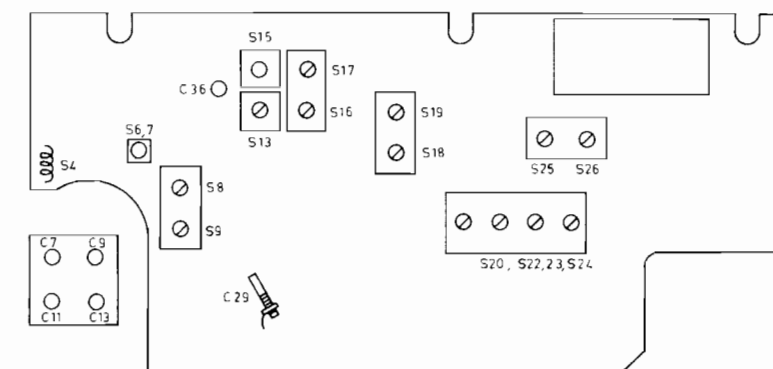 S15
S17
C36
S16
S19
S6,7
S13
S25 S26
S18
S4
S8
S9
C7 C9
S20, S22,23,S24
C29
C11 C13